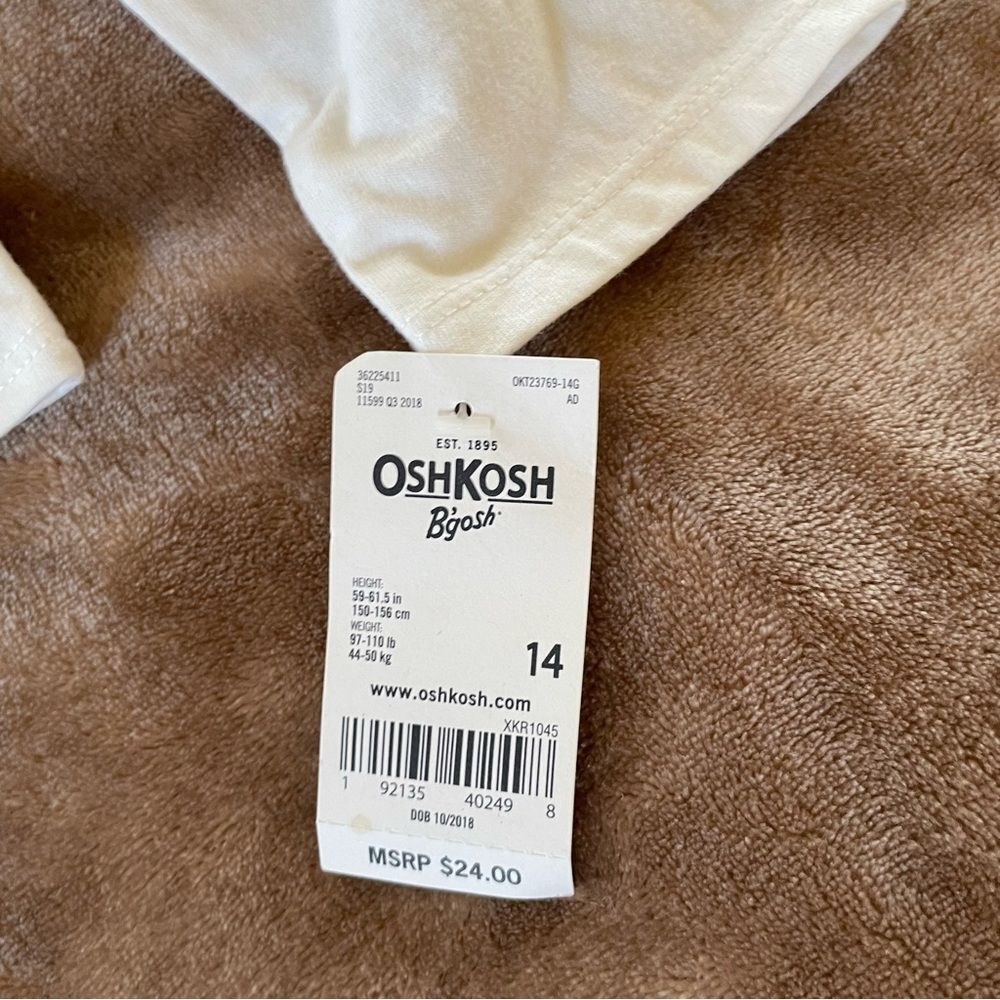 36225411
S19
11599 Q3 2018
OKT23769-14G
AD
EST. 1895
OSHKOSH
B'gosh
HEIGHT:
59-61.5 in
150-156 cm
WEIGHT:
97-110 lb
44-50 kg
14
www.oshkosh.com
XKR1045
1 92135 40249 8
DOB 10/2018
MSRP $24.00